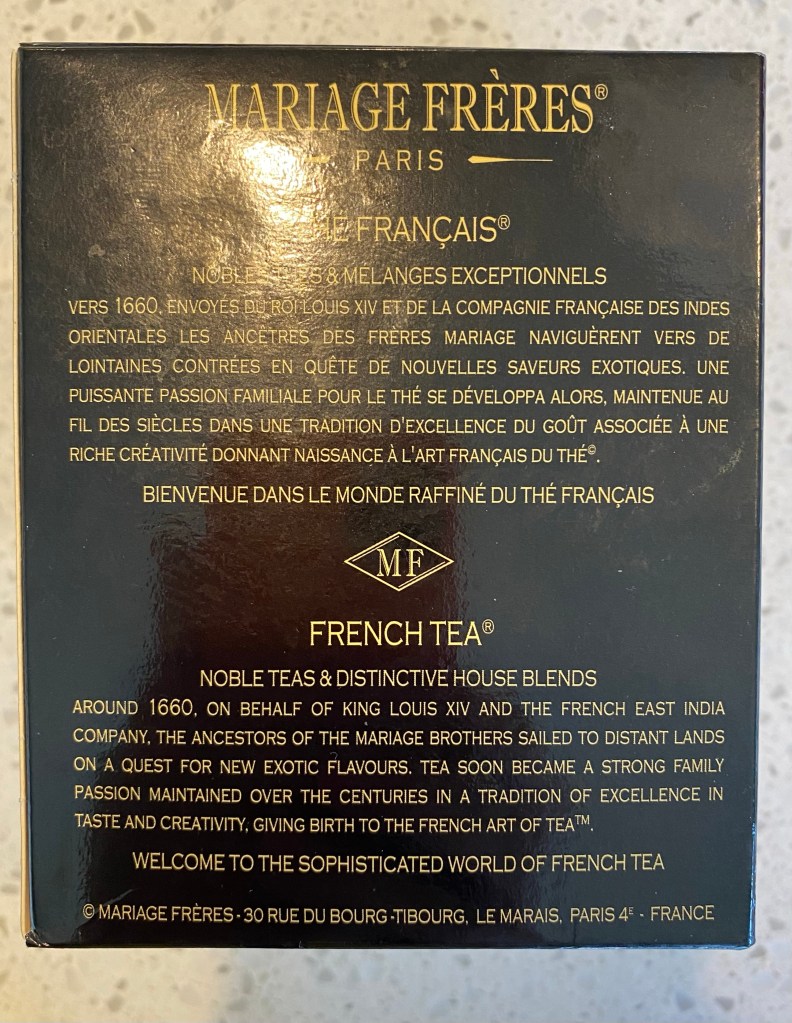 MARIAGE FRÈRES®
PARIS
FRANÇAIS®
& MELANGES EXCEPTIONNELS
VERS 1660, ENVOYÉS DU ROI LOUIS XIV ET DE LA COMPAGNIE FRANÇAISE DES INDES
ORIENTALES LES ANCÊTRES DES FRÈRES MARIAGE NAVIGUÈRENT VERS DE
LOINTAINES CONTRÉES EN QUÊTE DE NOUVELLES SAVEURS EXOTIQUES. UNE
PUISSANTE PASSION FAMILIALE POUR LE THÉ SE DÉVELOPPA ALORS, MAINTENUE AU
FIL DES SIÈCLES DANS UNE TRADITION D'EXCELLENCE DU GOÛT ASSOCIÉE À UNE
RICHE CRÉATIVITÉ DONNANT NAISSANCE À L'ART FRANÇAIS DU THÉ©.
BIENVENUE DANS LE MONDE RAFFINÉ DU THÉ FRANÇAIS
MF
FRENCH TEA®
NOBLE TEAS & DISTINCTIVE HOUSE BLENDS
AROUND 1660, ON BEHALF OF KING LOUIS XIV AND THE FRENCH EAST INDIA
COMPANY, THE ANCESTORS OF THE MARIAGE BROTHERS SAILED TO DISTANT LANDS
ON A QUEST FOR NEW EXOTIC FLAVOURS. TEA SOON BECAME A STRONG FAMILY
PASSION MAINTAINED OVER THE CENTURIES IN A TRADITION OF EXCELLENCE IN
TASTE AND CREATIVITY, GIVING BIRTH TO THE FRENCH ART OF TEA™.
WELCOME TO THE SOPHISTICATED WORLD OF FRENCH TEA
© MARIAGE FRÈRES - 30 RUE DU BOURG-TIBOURG, LE MARAIS, PARIS 4E - FRANCE